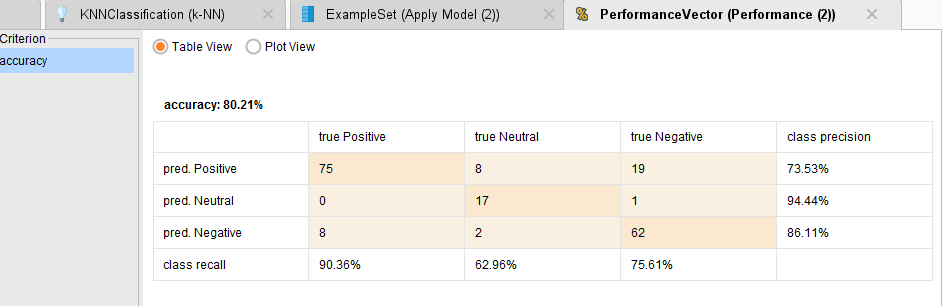 KNNClassification (k-NN) ExampleSet (Apply Model (2)) PerformanceVector (Performance (2))
Criterion
accuracy
Table View Plot View
accuracy: 80.21%
true Positive true Neutral true Negative class precision
pred. Positive 75 8 19 73.53%
pred. Neutral 0 17 1 94.44%
pred. Negative 8 2 62 86.11%
class recall 90.36% 62.96% 75.61%